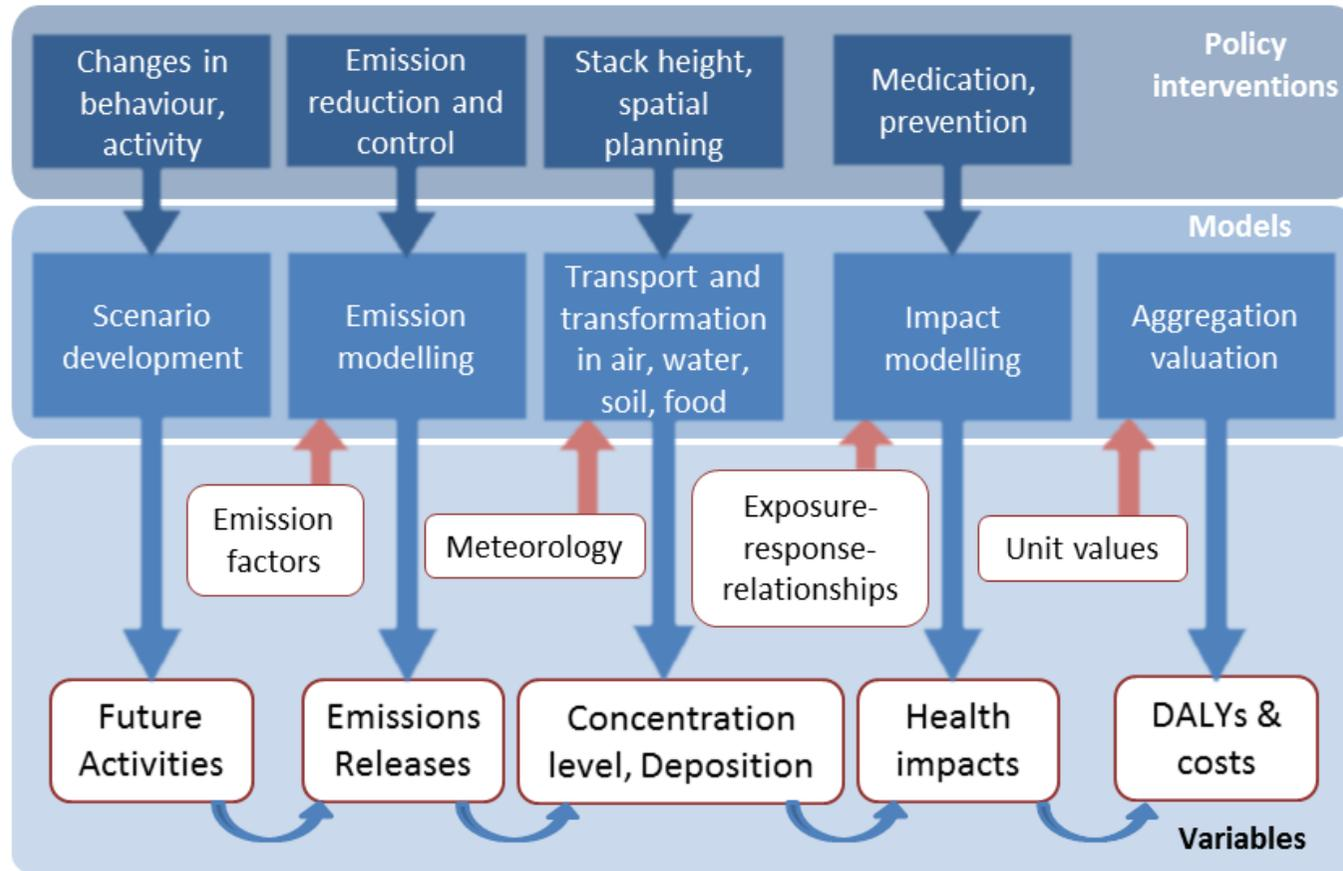 Changes in
behaviour,
activity
Emission
reduction and
control
Stack height,
spatial
planning
Medication,
prevention
Policy
interventions
Models
Scenario
development
Emission
modelling
Transport and
transformation
in air, water,
soil, food
Impact
modelling
Aggregation
valuation
Emission
factors
Meteorology
Exposure-
response-
relationships
Unit values
Future
Activities
Emissions
Releases
Concentration
level, Deposition
Health
impacts
DALYs &
costs
Variables